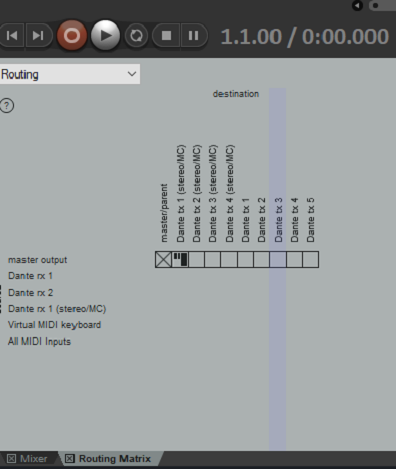 1.1.00 / 0:00.000
Routing
?
destination
master/parent
Dante tx 1 (stereo/MC)
Dante tx 2 (stereo/MC)
Dante tx 3 (stereo/MC)
Dante tx 4 (stereo/MC)
Dante tx 1
Dante tx 2
Dante tx 3
Dante tx 4
Dante tx 5
master output
Dante rx 1
Dante rx 2
Dante rx 1 (stereo/MC)
Virtual MIDI keyboard
All MIDI Inputs
Mixer
Routing Matrix